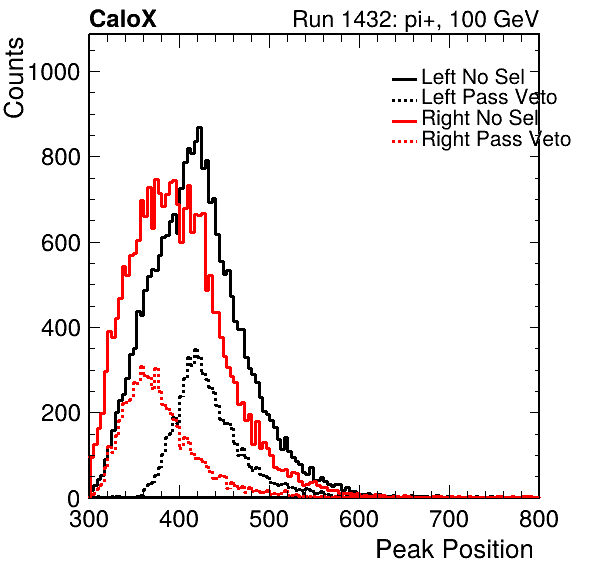 CaloX Run 1432: pi+, 100 GeV
Counts
1000
800
600
400
200
0
Left No Sel
Left Pass Veto
Right No Sel
Right Pass Veto
300 400 500 600 700 800
Peak Position